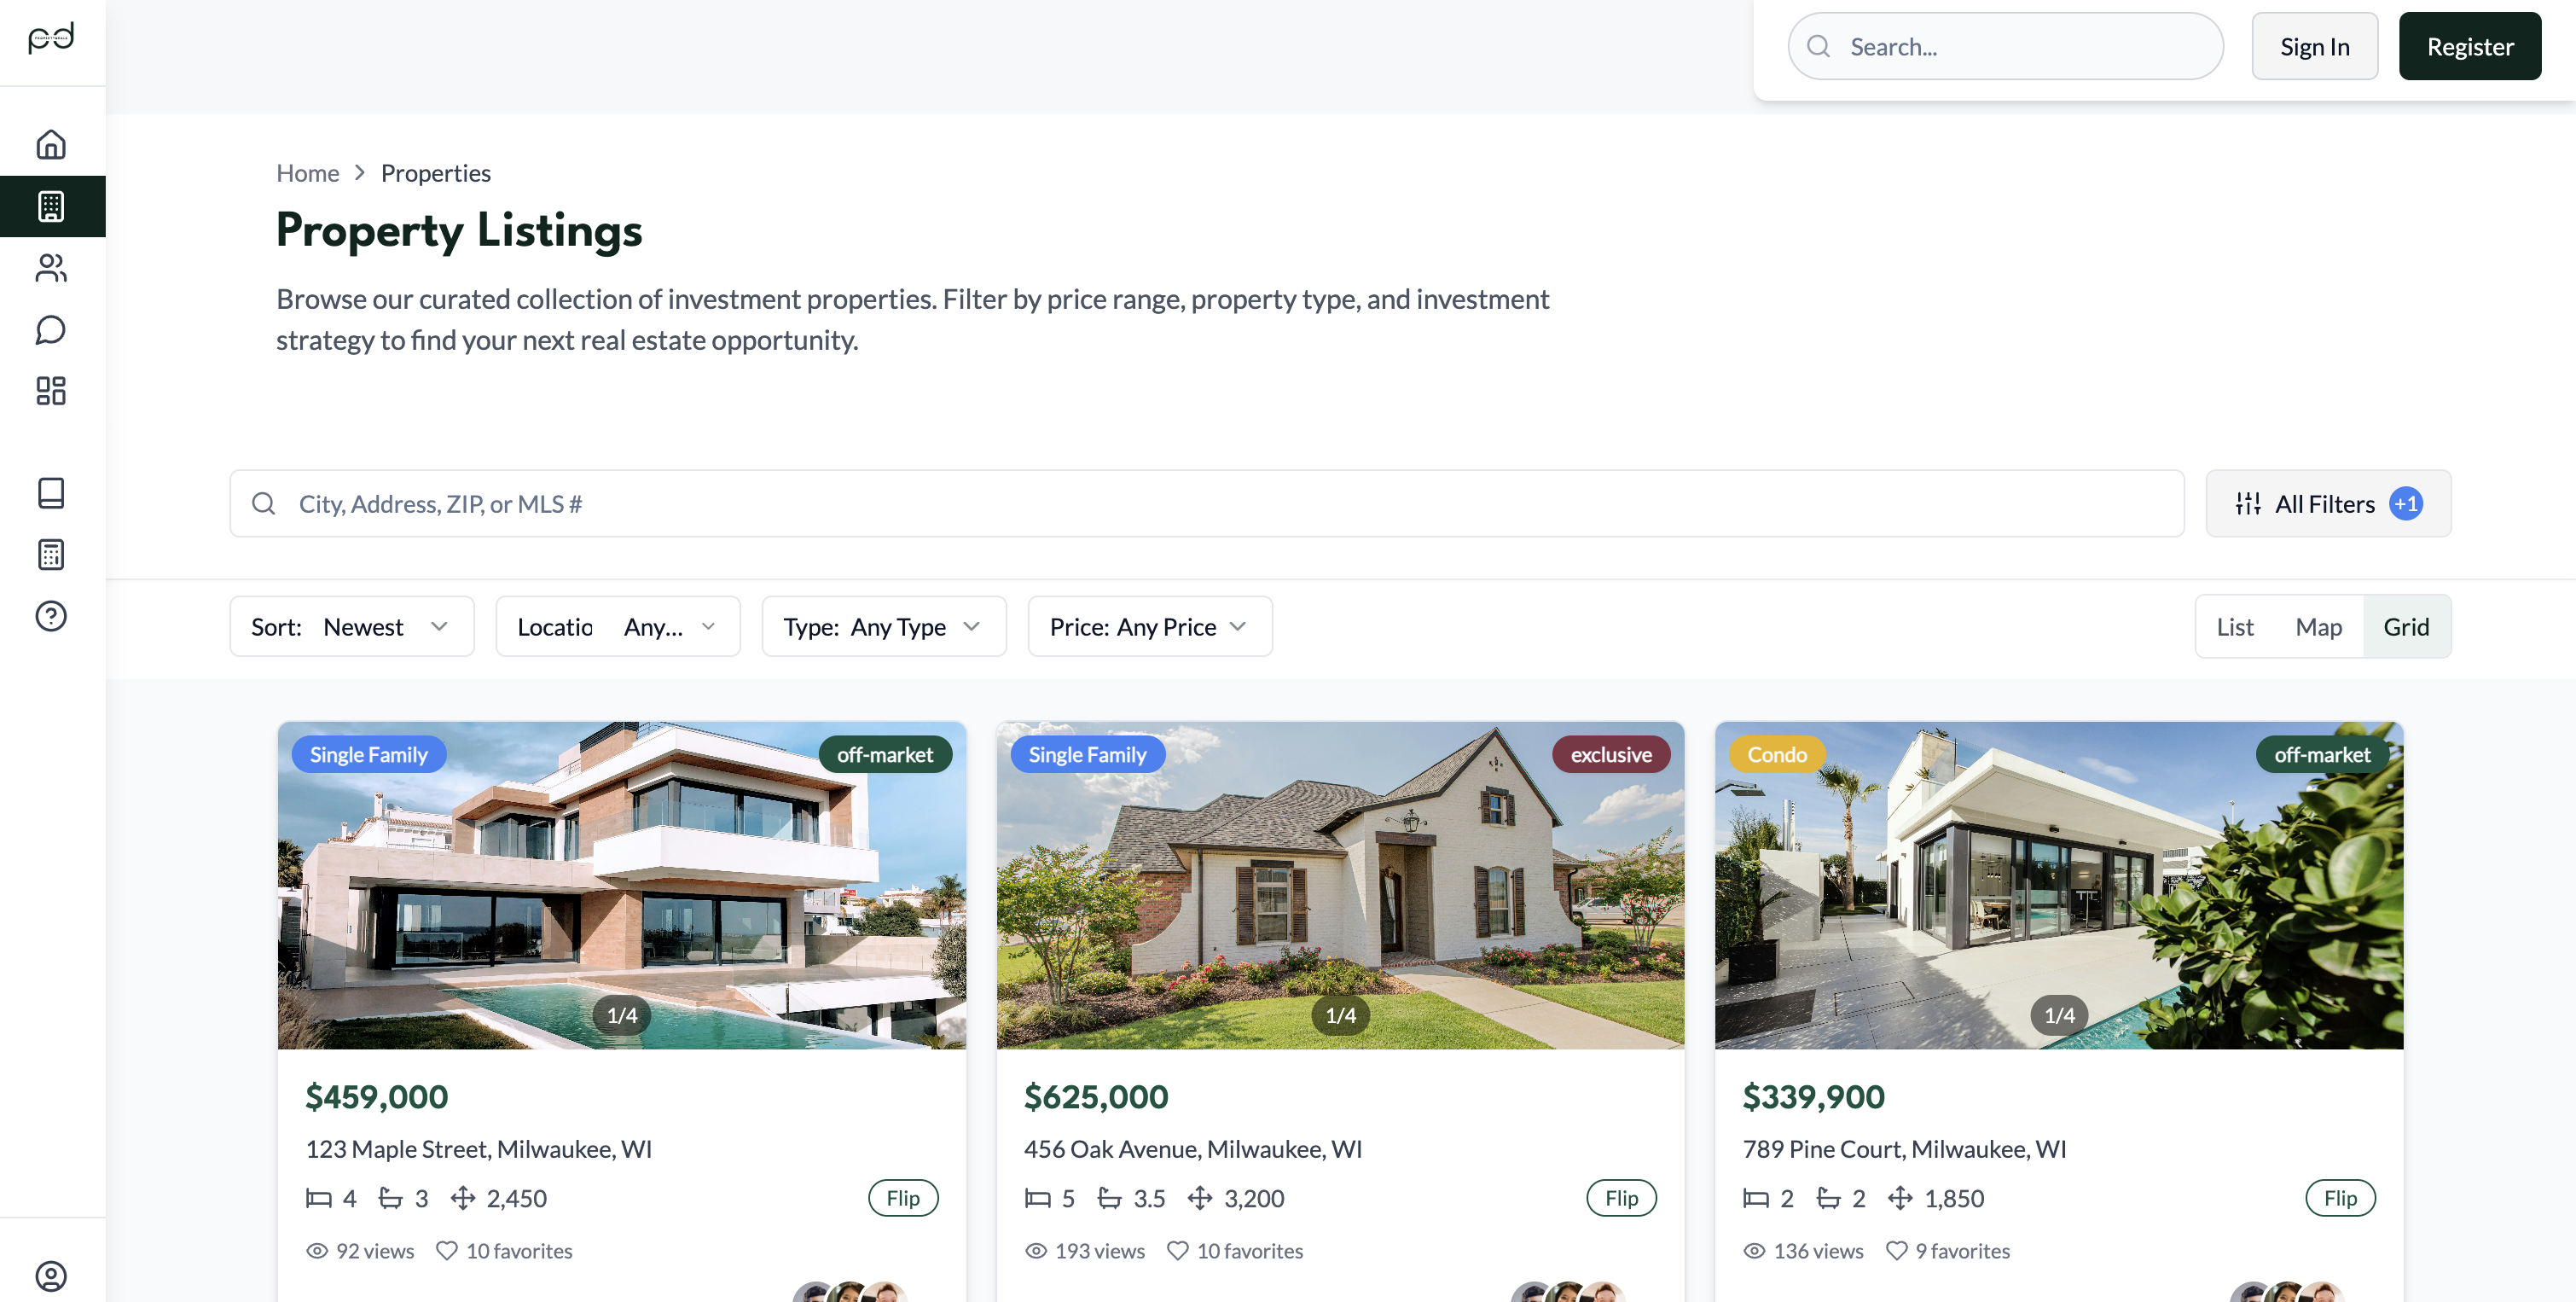 pd
Search...
Sign In
Register
Home > Properties
Property Listings
Browse our curated collection of investment properties. Filter by price range, property type, and investment
strategy to find your next real estate opportunity.
City, Address, ZIP, or MLS #
All Filters +1
Sort: Newest
Locatio Any...
Type: Any Type
Price: Any Price
List Map Grid
Single Family off-market
1/4
$459,000
123 Maple Street, Milwaukee, WI
4 3 2,450 Flip
92 views 10 favorites
Single Family exclusive
1/4
$625,000
456 Oak Avenue, Milwaukee, WI
5 3.5 3,200 Flip
193 views 10 favorites
Condo off-market
1/4
$339,900
789 Pine Court, Milwaukee, WI
2 2 1,850 Flip
136 views 9 favorites